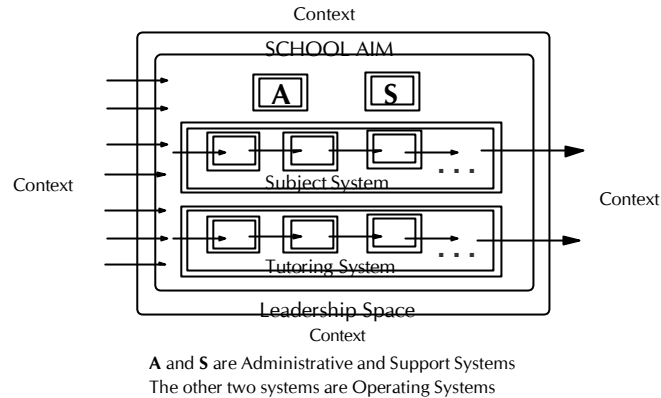 Context
SCHOOL AIM
A S
Context
...
Subject System
Context
...
Tutoring System
Leadership Space
Context
A and S are Administrative and Support Systems
The other two systems are Operating Systems